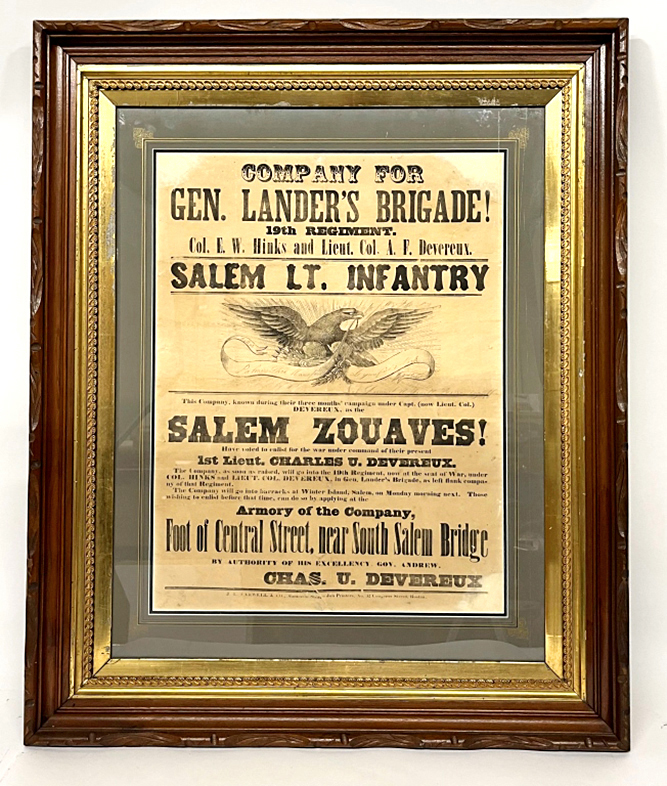 COMPANY FOR
GEN. LANDER'S BRIGADE!
19th REGIMENT.
Col. E. W. Hinks and Lieut. Col. A. F. Devereux.
SALEM LT. INFANTRY
This Company, known during their three months' campaign under Capt. (now Lieut. Col.)
DEVEREUX, as the
SALEM ZOUAVES!
Have voted to enlist for the war under command of their present
1st Lieut. CHARLES U. DEVEREUX.
The Company, as soon as raised, will go into the 19th Regiment, now at the seat of War, under
COL. HINKS and LIEUT. COL. DEVEREUX, in Gen. Lander's Brigade, as left flank compa-
ny of that Regiment.
The Company will go into barracks at Winter Island, Salem, on Monday morning next. Those
wishing to enlist before that time, can do so by applying at the
Armory of the Company,
Foot of Central Street, near South Salem Bridge
BY AUTHORITY OF HIS EXCELLENCY GOV. ANDREW.
CHAS. U. DEVEREUX